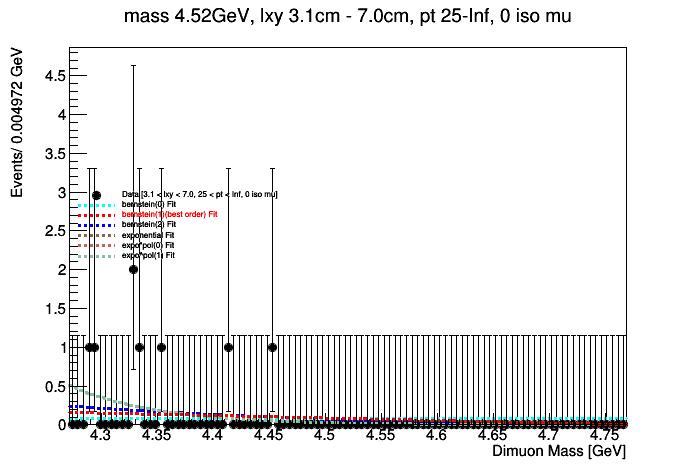 mass 4.52GeV, lxy 3.1cm - 7.0cm, pt 25-Inf, 0 iso mu
Events/ 0.004972 GeV
4.5
4
3.5
3
Data [3.1 < lxy < 7.0, 25 < pt < Inf, 0 iso mu]
bernstein(0) Fit
bernstein(1)(best order) Fit
2.5
bernstein(2) Fit
exponential Fit
expo*pol(0) Fit
expo*pol(1) Fit
2
1.5
1
0.5
0
4.3 4.35 4.4 4.45 4.5 4.55 4.6 4.65 4.7 4.75
Dimuon Mass [GeV]